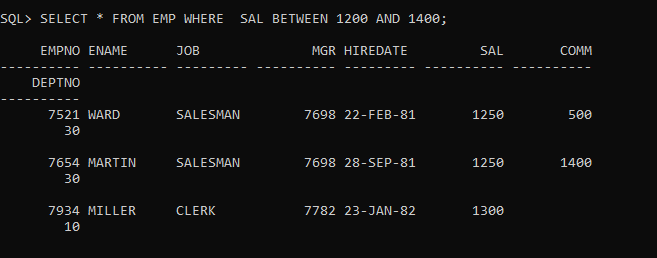 SQL> SELECT * FROM EMP WHERE  SAL BETWEEN 1200 AND 1400;
     EMPNO ENAME      JOB              MGR HIREDATE         SAL       COMM
---------- ---------- --------- ---------- --------- ---------- ----------
    DEPTNO
----------
      7521 WARD       SALESMAN        7698 22-FEB-81       1250        500
        30
      7654 MARTIN     SALESMAN        7698 28-SEP-81       1250       1400
        30
      7934 MILLER     CLERK           7782 23-JAN-82       1300
        10